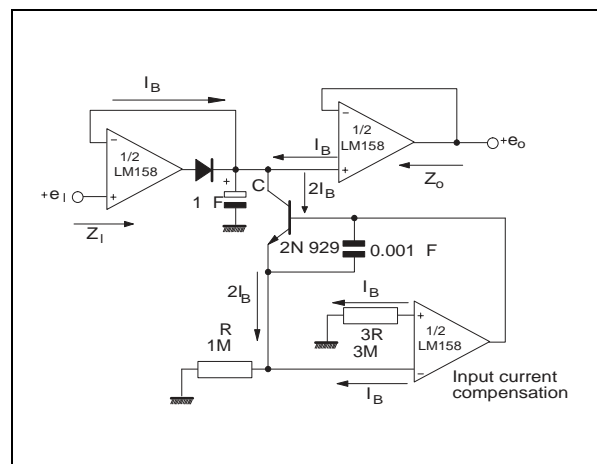 I_B
1/2
LM158
+e_I
Z_I
1 F
+
C
I_B
2I_B
1/2
LM158
+e_o
Z_o
2N 929
0.001 F
2I_B
R
1M
I_B
3R
3M
1/2
LM158
I_B
Input current
compensation